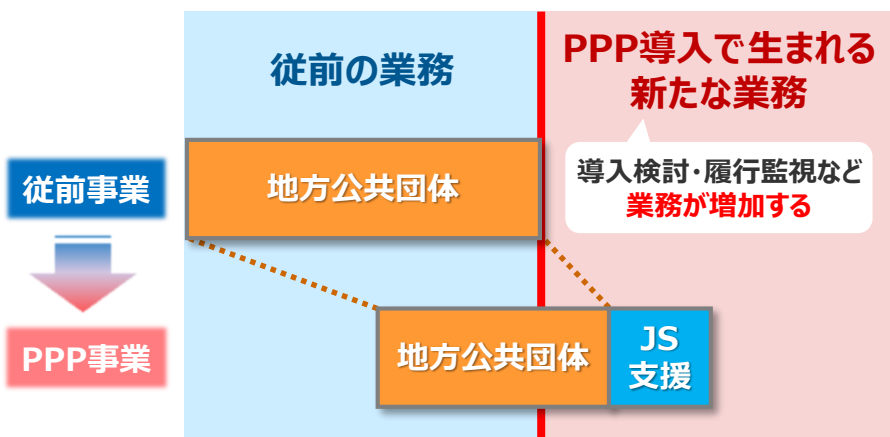 従前の業務
PPP導入で生まれる
新たな業務
従前事業
地方公共団体
導入検討・履行監視など
業務が増加する
PPP事業
地方公共団体
JS
支援